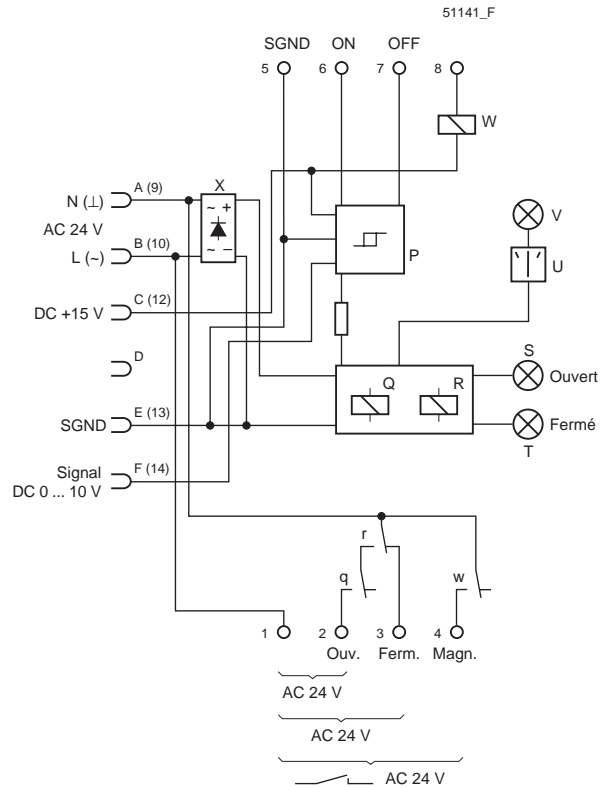 51141_F
SGND ON OFF
5 6 7 8
W
A (9) X
N (⊥)
~ +
V
AC 24 V
B (10)
L (~)
~ −
P
U
C (12)
DC +15 V
D
S
Q R
Ouvert
E (13)
SGND
Fermé
T
Signal
F (14)
DC 0 ... 10 V
r
q w
1 2 3 4
Ouv. Ferm. Magn.
AC 24 V
AC 24 V
AC 24 V